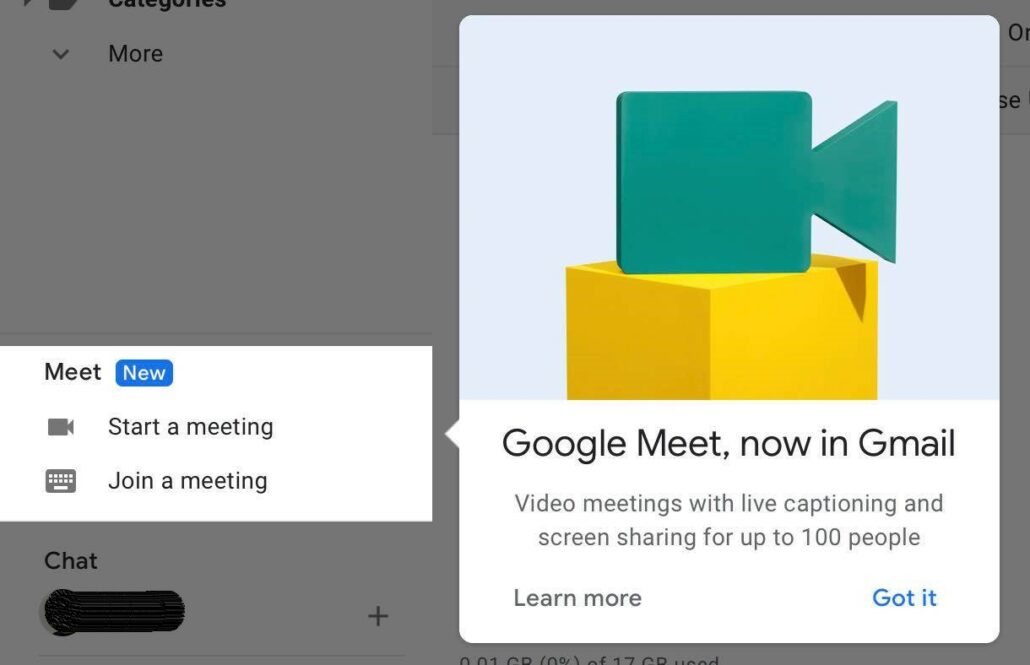 Categories
More
Meet New
Start a meeting
Join a meeting
Chat
+
Google Meet, now in Gmail
Video meetings with live captioning and
screen sharing for up to 100 people
Learn more
Got it
0.01 GB (0%) of 17 GB used